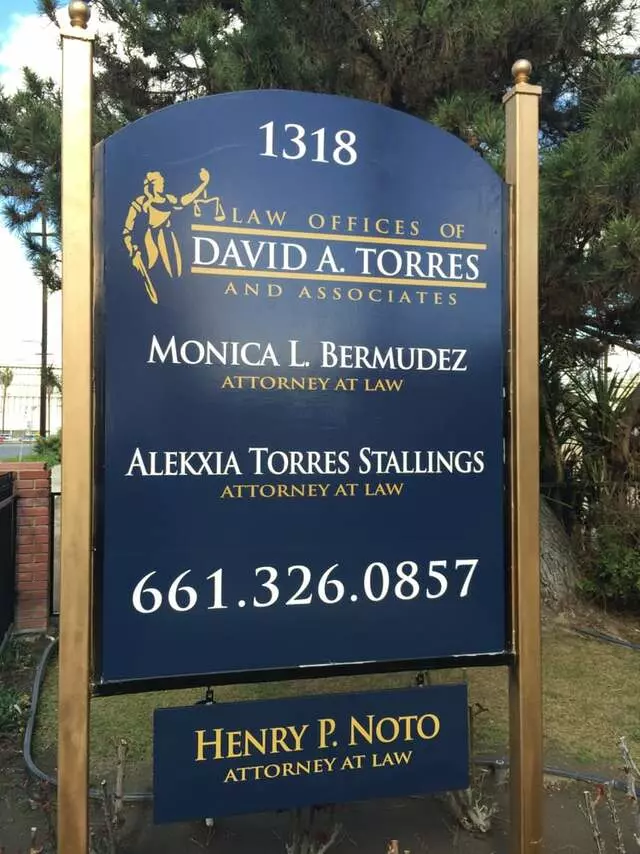 1318
LAW OFFICES OF
DAVID A. TORRES
AND ASSOCIATES
MONICA L. BERMUDEZ
ATTORNEY AT LAW
ALEKXIA TORRES STALLINGS
ATTORNEY AT LAW
661.326.0857
HENRY P. NOTO
ATTORNEY AT LAW